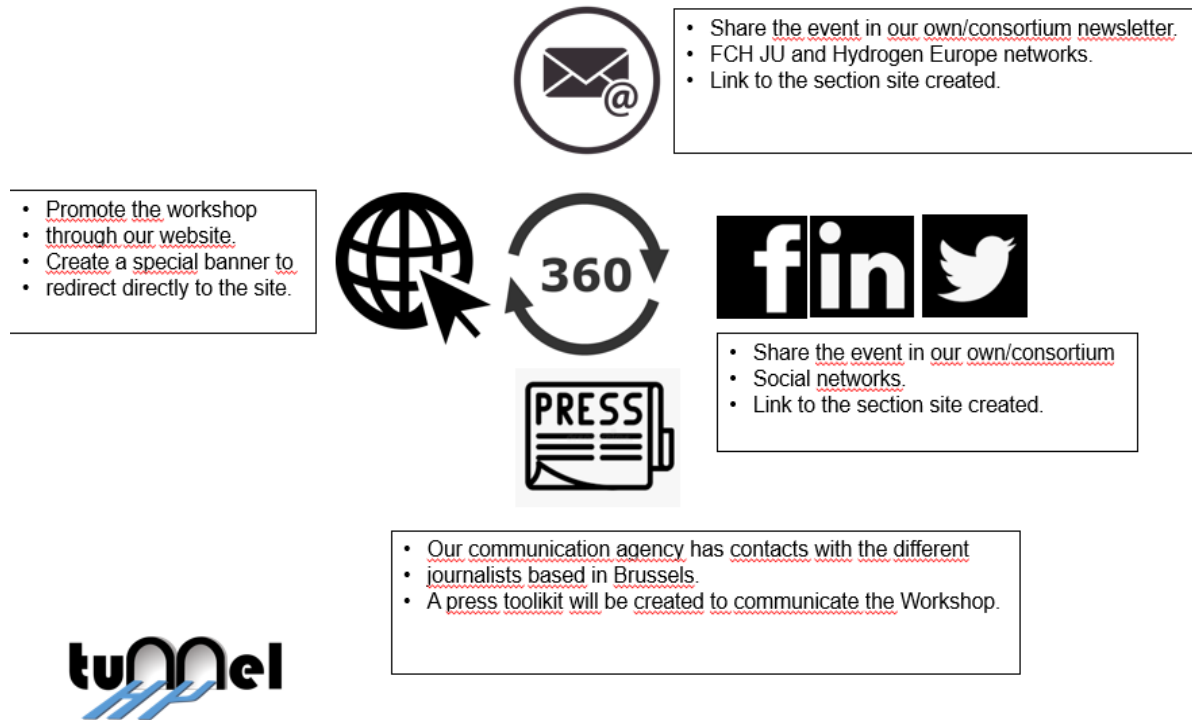 @
• Share the event in our own/consortium newsletter.
• FCH JU and Hydrogen Europe networks.
• Link to the section site created.
• Promote the workshop
• through our website.
• Create a special banner to
• redirect directly to the site.
360
f in
• Share the event in our own/consortium
• Social networks.
• Link to the section site created.
PRESS
• Our communication agency has contacts with the different
• journalists based in Brussels.
• A press toolikit will be created to communicate the Workshop.
tunnel
HY